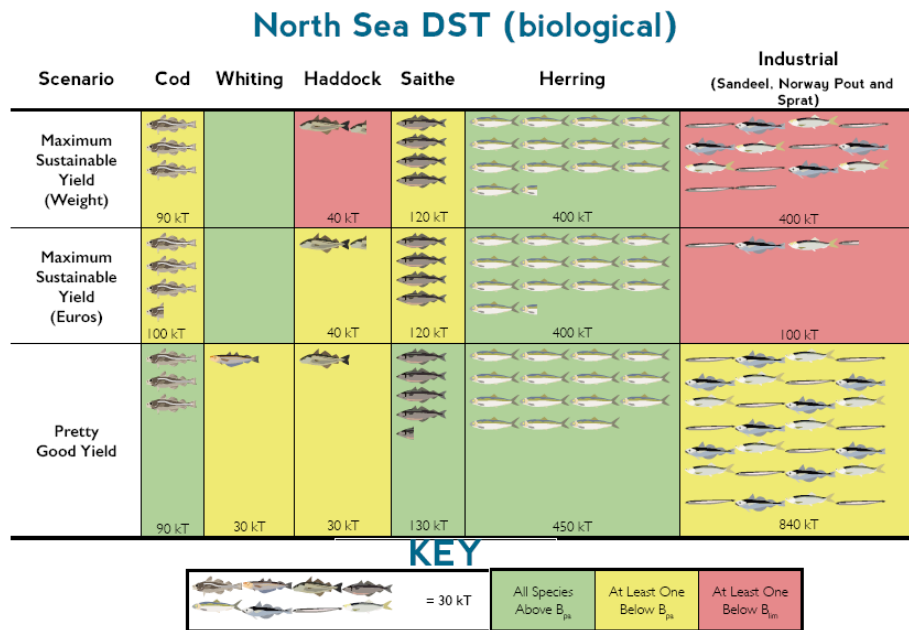 North Sea DST (biological)
Scenario Cod Whiting Haddock Saithe Herring Industrial
(Sandeel, Norway Pout and
Sprat)
Maximum
Sustainable
Yield
(Weight)
90 kT 40 kT 120 kT 400 kT 400 kT
Maximum
Sustainable
Yield
(Euros)
100 kT 40 kT 120 kT 400 kT 100 kT
Pretty
Good Yield
90 kT 30 kT 30 kT 130 kT 450 kT 840 kT
KEY
= 30 kT
All Species
Above Bpa
At Least One
Below Bpa
At Least One
Below Blim